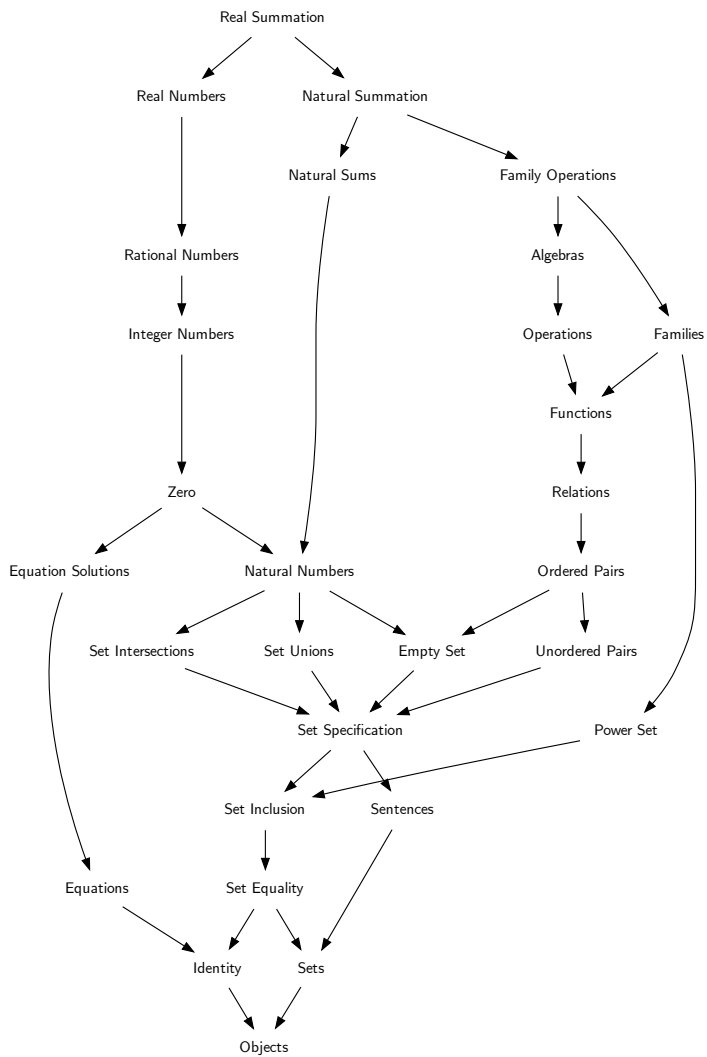 Real Summation
Real Numbers
Natural Summation
Natural Sums
Family Operations
Rational Numbers
Algebras
Integer Numbers
Operations
Families
Functions
Zero
Relations
Equation Solutions
Natural Numbers
Ordered Pairs
Set Intersections
Set Unions
Empty Set
Unordered Pairs
Set Specification
Power Set
Set Inclusion
Sentences
Equations
Set Equality
Identity
Sets
Objects